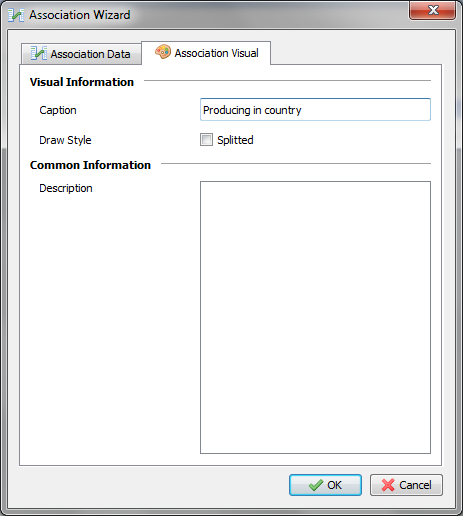 Association Wizard
Association Data
Association Visual
Visual Information
Caption
Producing in country
Draw Style
Splitted
Common Information
Description
OK
Cancel